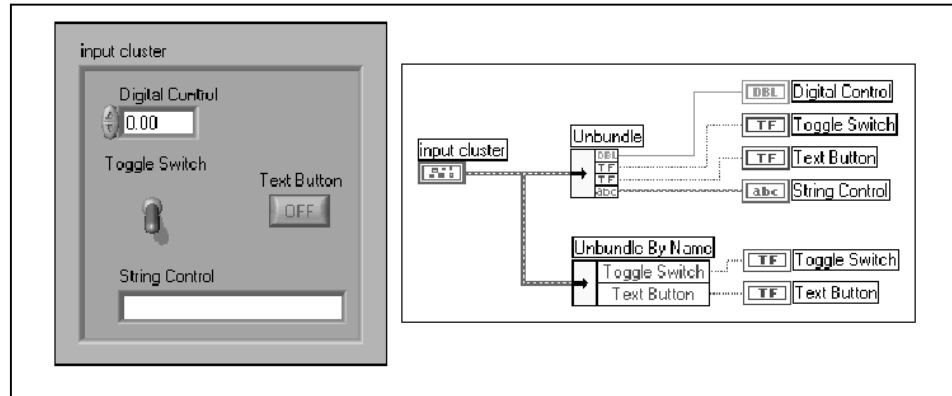 input cluster
Digital Control
0.00
Toggle Switch
Text Button
OFF
String Control
input cluster
Unbundle
DBL
TF
TF
abc
DBL Digital Control
TF Toggle Switch
TF Text Button
abc String Control
Unbundle By Name
Toggle Switch
Text Button
TF Toggle Switch
TF Text Button